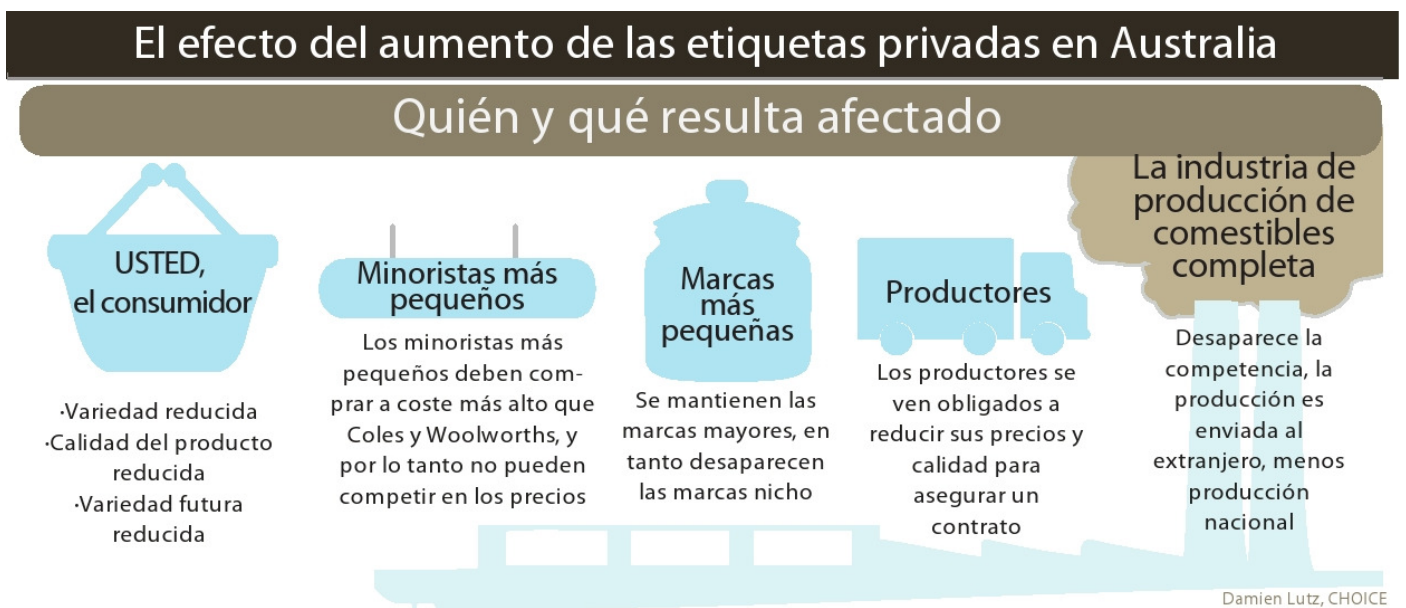 El efecto del aumento de las etiquetas privadas en Australia
Quién y qué resulta afectado
USTED,
el consumidor
·Variedad reducida
·Calidad del producto
reducida
·Variedad futura
reducida
Minoristas más
pequeños
Los minoristas más
pequeños deben com-
prar a coste más alto que
Coles y Woolworths, y
por lo tanto no pueden
competir en los precios
Marcas
más
pequeñas
Se mantienen las
marcas mayores, en
tanto desaparecen
las marcas nicho
Productores
Los productores se
ven obligados a
reducir sus precios y
calidad para
asegurar un
contrato
La industria de
producción de
comestibles
completa
Desaparece la
competencia, la
producción es
enviada al
extranjero, menos
producción
nacional
Damien Lutz, CHOICE